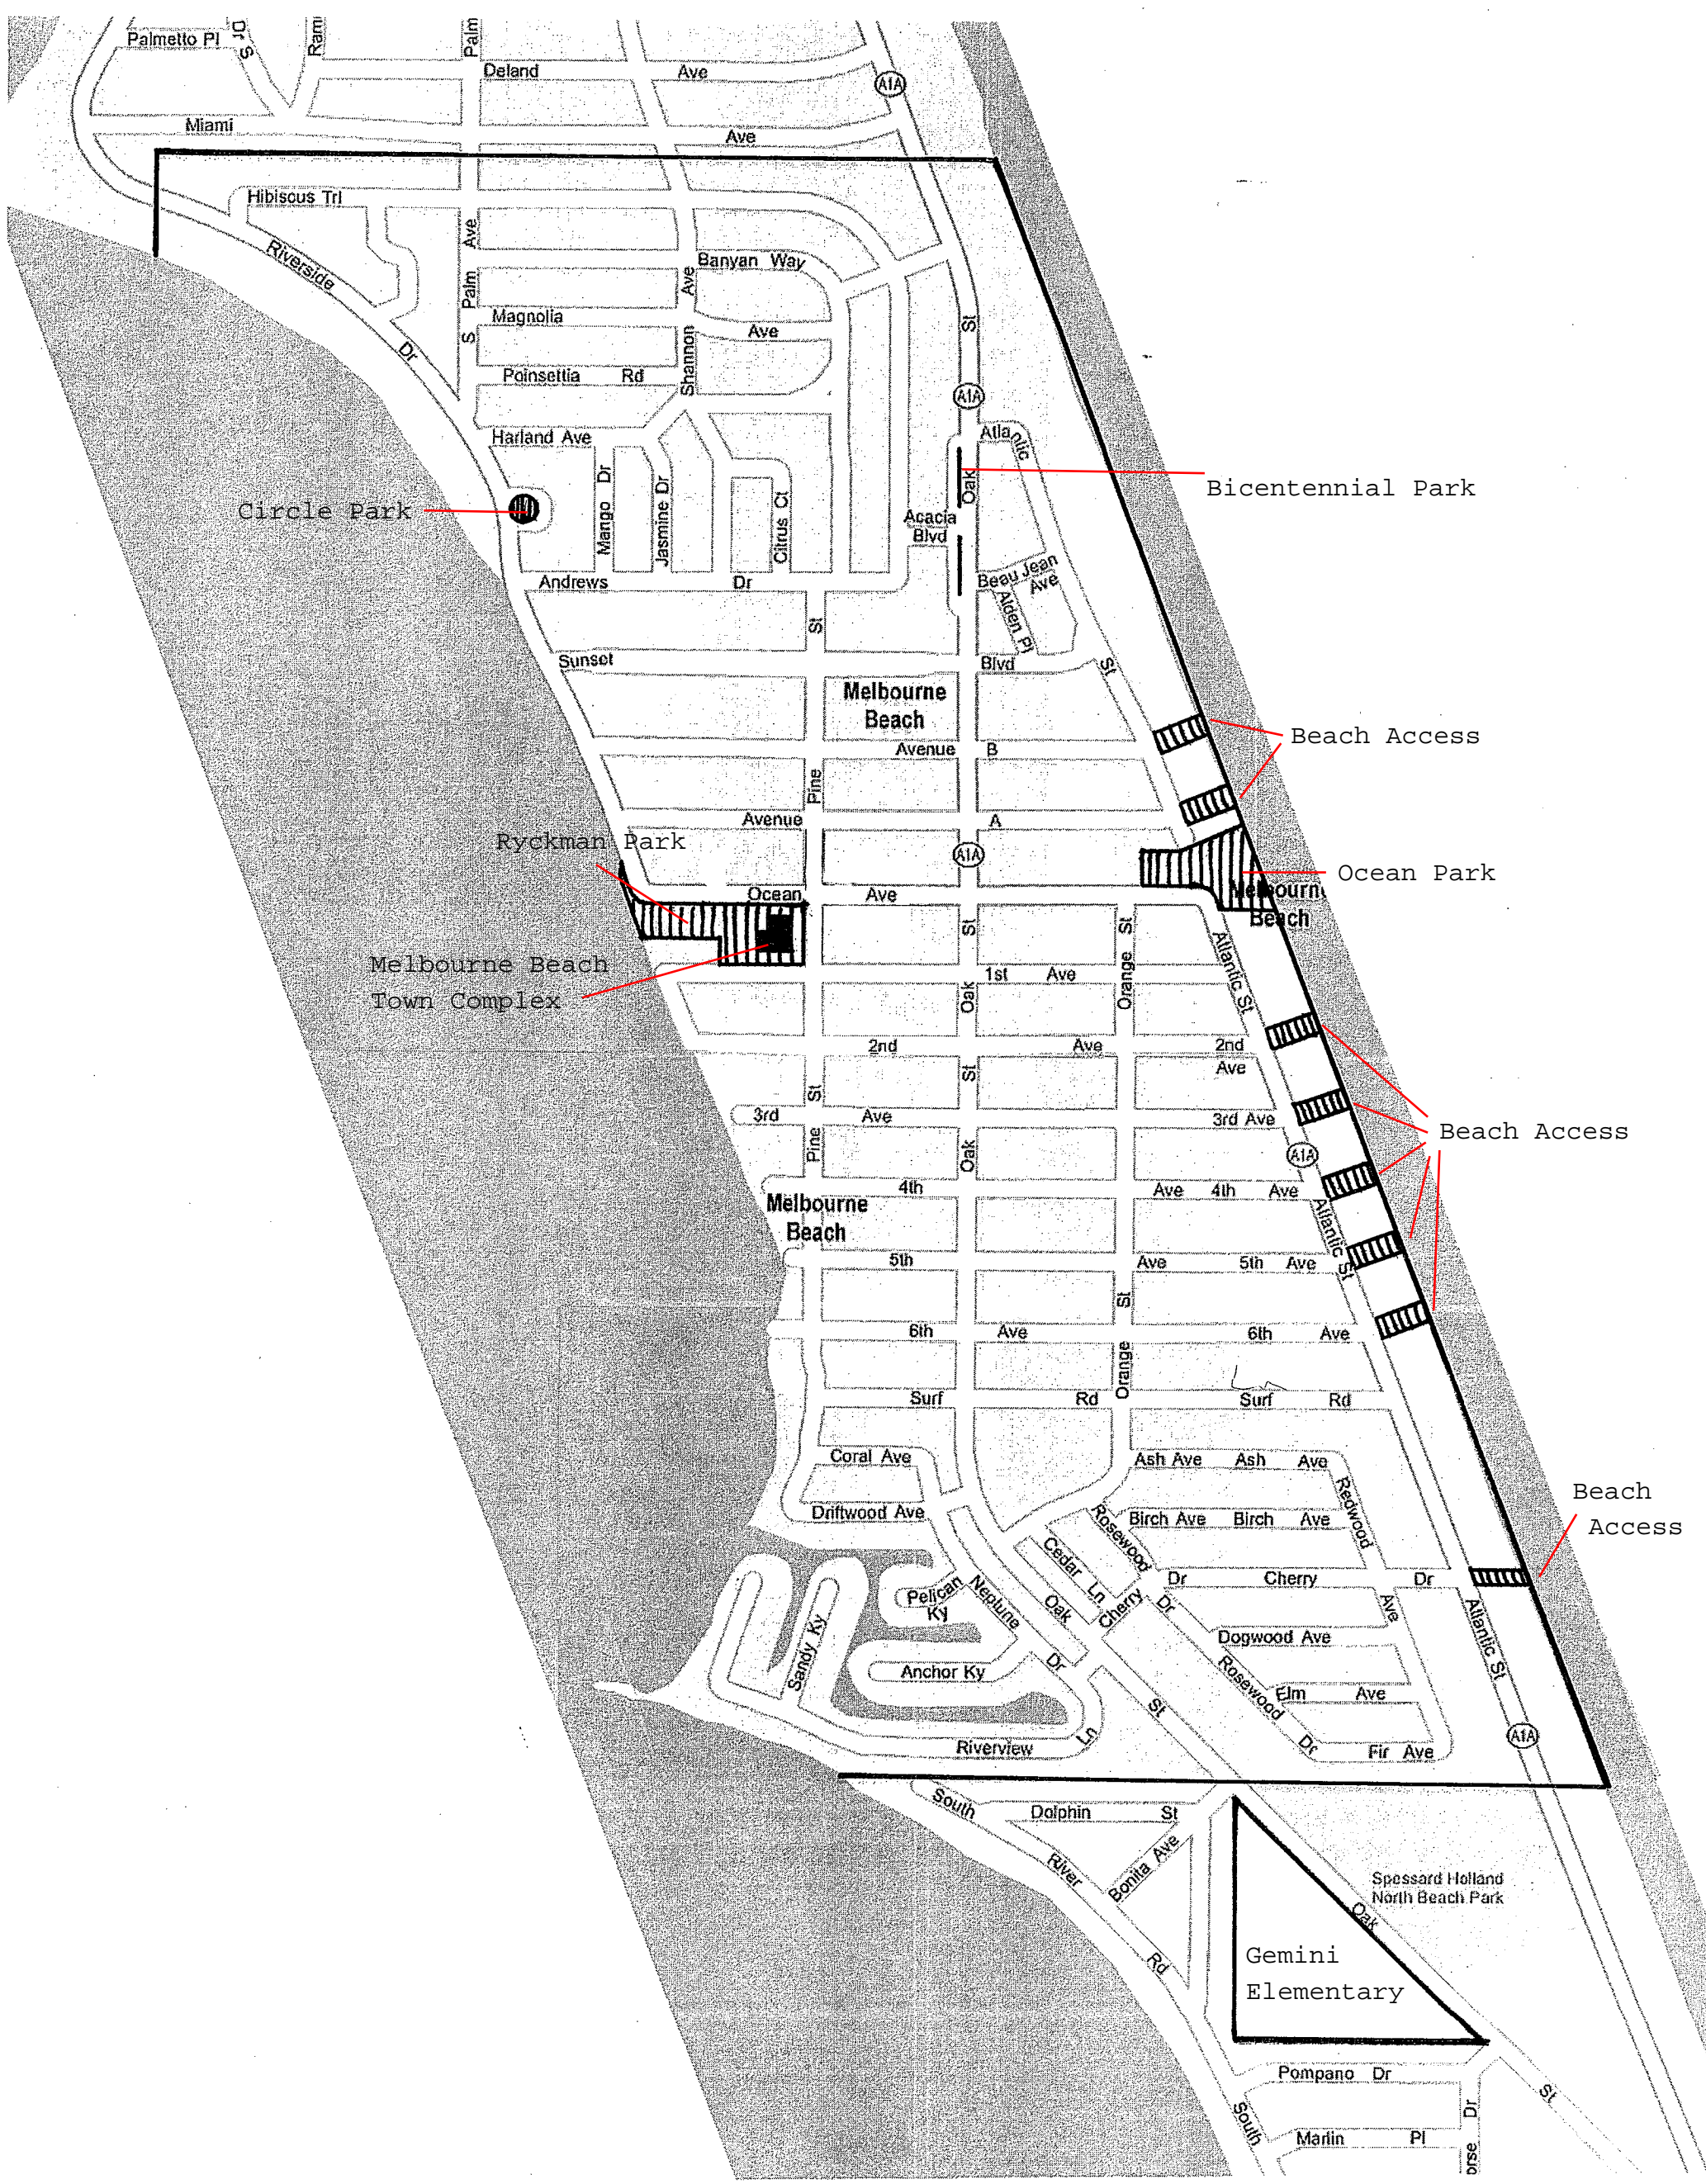 Palmetto Pl
Dr S
Palm
Deland Ave
A1A
Miami Ave
Hibiscus Trl
Riverside Dr
S Palm Ave
Banyan Way
Shannon Ave
Magnolia Ave
St
Poinsettia Rd
A1A
Harland Ave
Atlantic
Bicentennial Park
Circle Park
Mango Dr
Jasmine Dr
Citrus Ct
Oak
Acacia
Blvd
Andrews Dr
Beau Jean
Ave
Alden Pl
St
Sunset Blvd
St
Melbourne
Beach
Beach Access
Avenue B
Pine
Avenue A
Ryckman Park
A1A
Ocean Park
Ocean Ave
Melbourne
Beach
St
Orange St
Atlantic St
Melbourne Beach
Town Complex
1st Ave
Oak
2nd Ave 2nd
Ave
St
St
3rd Ave 3rd Ave
Beach Access
Pine
Oak
A1A
4th Ave 4th Ave
Melbourne
Beach
Atlantic St
5th Ave 5th Ave
St
6th Ave 6th Ave
Orange
Surf Rd Surf Rd
Coral Ave
Ash Ave Ash Ave
Redwood
Ave
Beach
Access
Driftwood Ave
Rosewood
Dr
Birch Ave Birch Ave
Cedar Ln
Pelican
Ky
Neptune
Dr
Oak
St
Cherry
Dr
Cherry Dr
Atlantic St
Sandy Ky
Dogwood Ave
Anchor Ky
Rosewood
Dr
Elm Ave
Riverview
Ln
Fir Ave
A1A
South
River
Rd
Dolphin St
Bonita Ave
Spessard Holland
North Beach Park
Oak
St
Gemini
Elementary
Pompano Dr
South
Marlin Pl
Dr